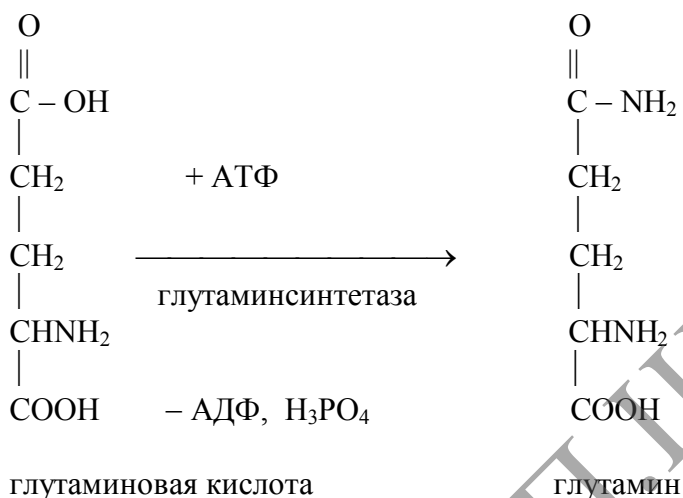 O O
|| ||
C – OH C – NH₂
| |
CH₂ + АТФ CH₂
| |
CH₂ CH₂
| глутаминсинтетаза |
CHNH₂ CHNH₂
| |
COOH – АДФ, H₃PO₄ COOH
глутаминовая кислота глутамин